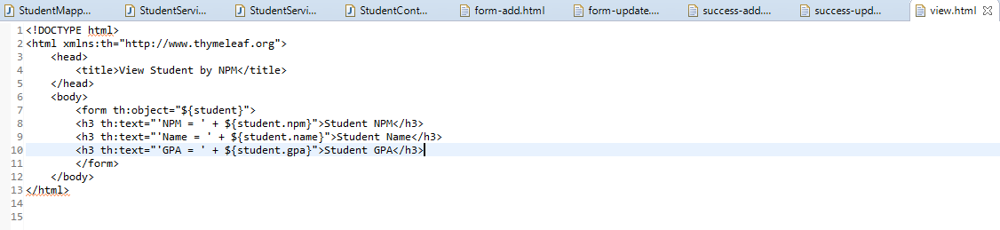 StudentMapp... StudentServi... StudentServi... StudentCont... form-add.html form-update.... success-add.... success-upd... view.html
1 <!DOCTYPE html>
2 <html xmlns:th="http://www.thymeleaf.org">
3 <head>
4 <title>View Student by NPM</title>
5 </head>
6 <body>
7 <form th:object="${student}">
8 <h3 th:text="'NPM = ' + ${student.npm}">Student NPM</h3>
9 <h3 th:text="'Name = ' + ${student.name}">Student Name</h3>
10 <h3 th:text="'GPA = ' + ${student.gpa}">Student GPA</h3>
11 </form>
12 </body>
13 </html>
14
15